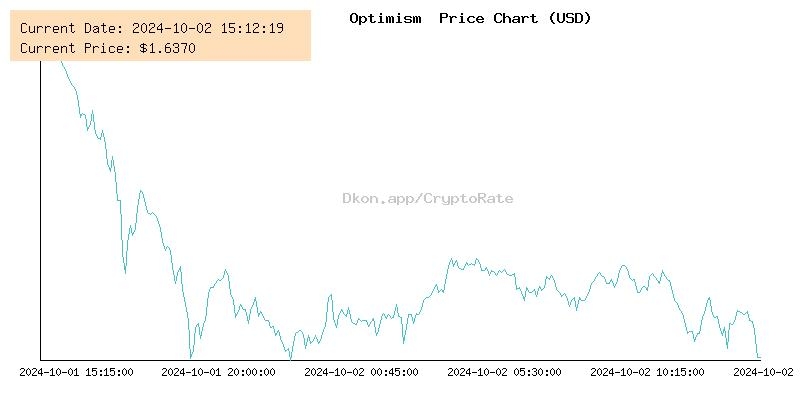 Optimism  Price Chart (USD)
Current Date: 2024-10-02 15:12:19
Current Price: $1.6370
Dkon.app/CryptoRate
2024-10-01 15:15:00 2024-10-01 20:00:00 2024-10-02 00:45:00 2024-10-02 05:30:00 2024-10-02 10:15:00 2024-10-02